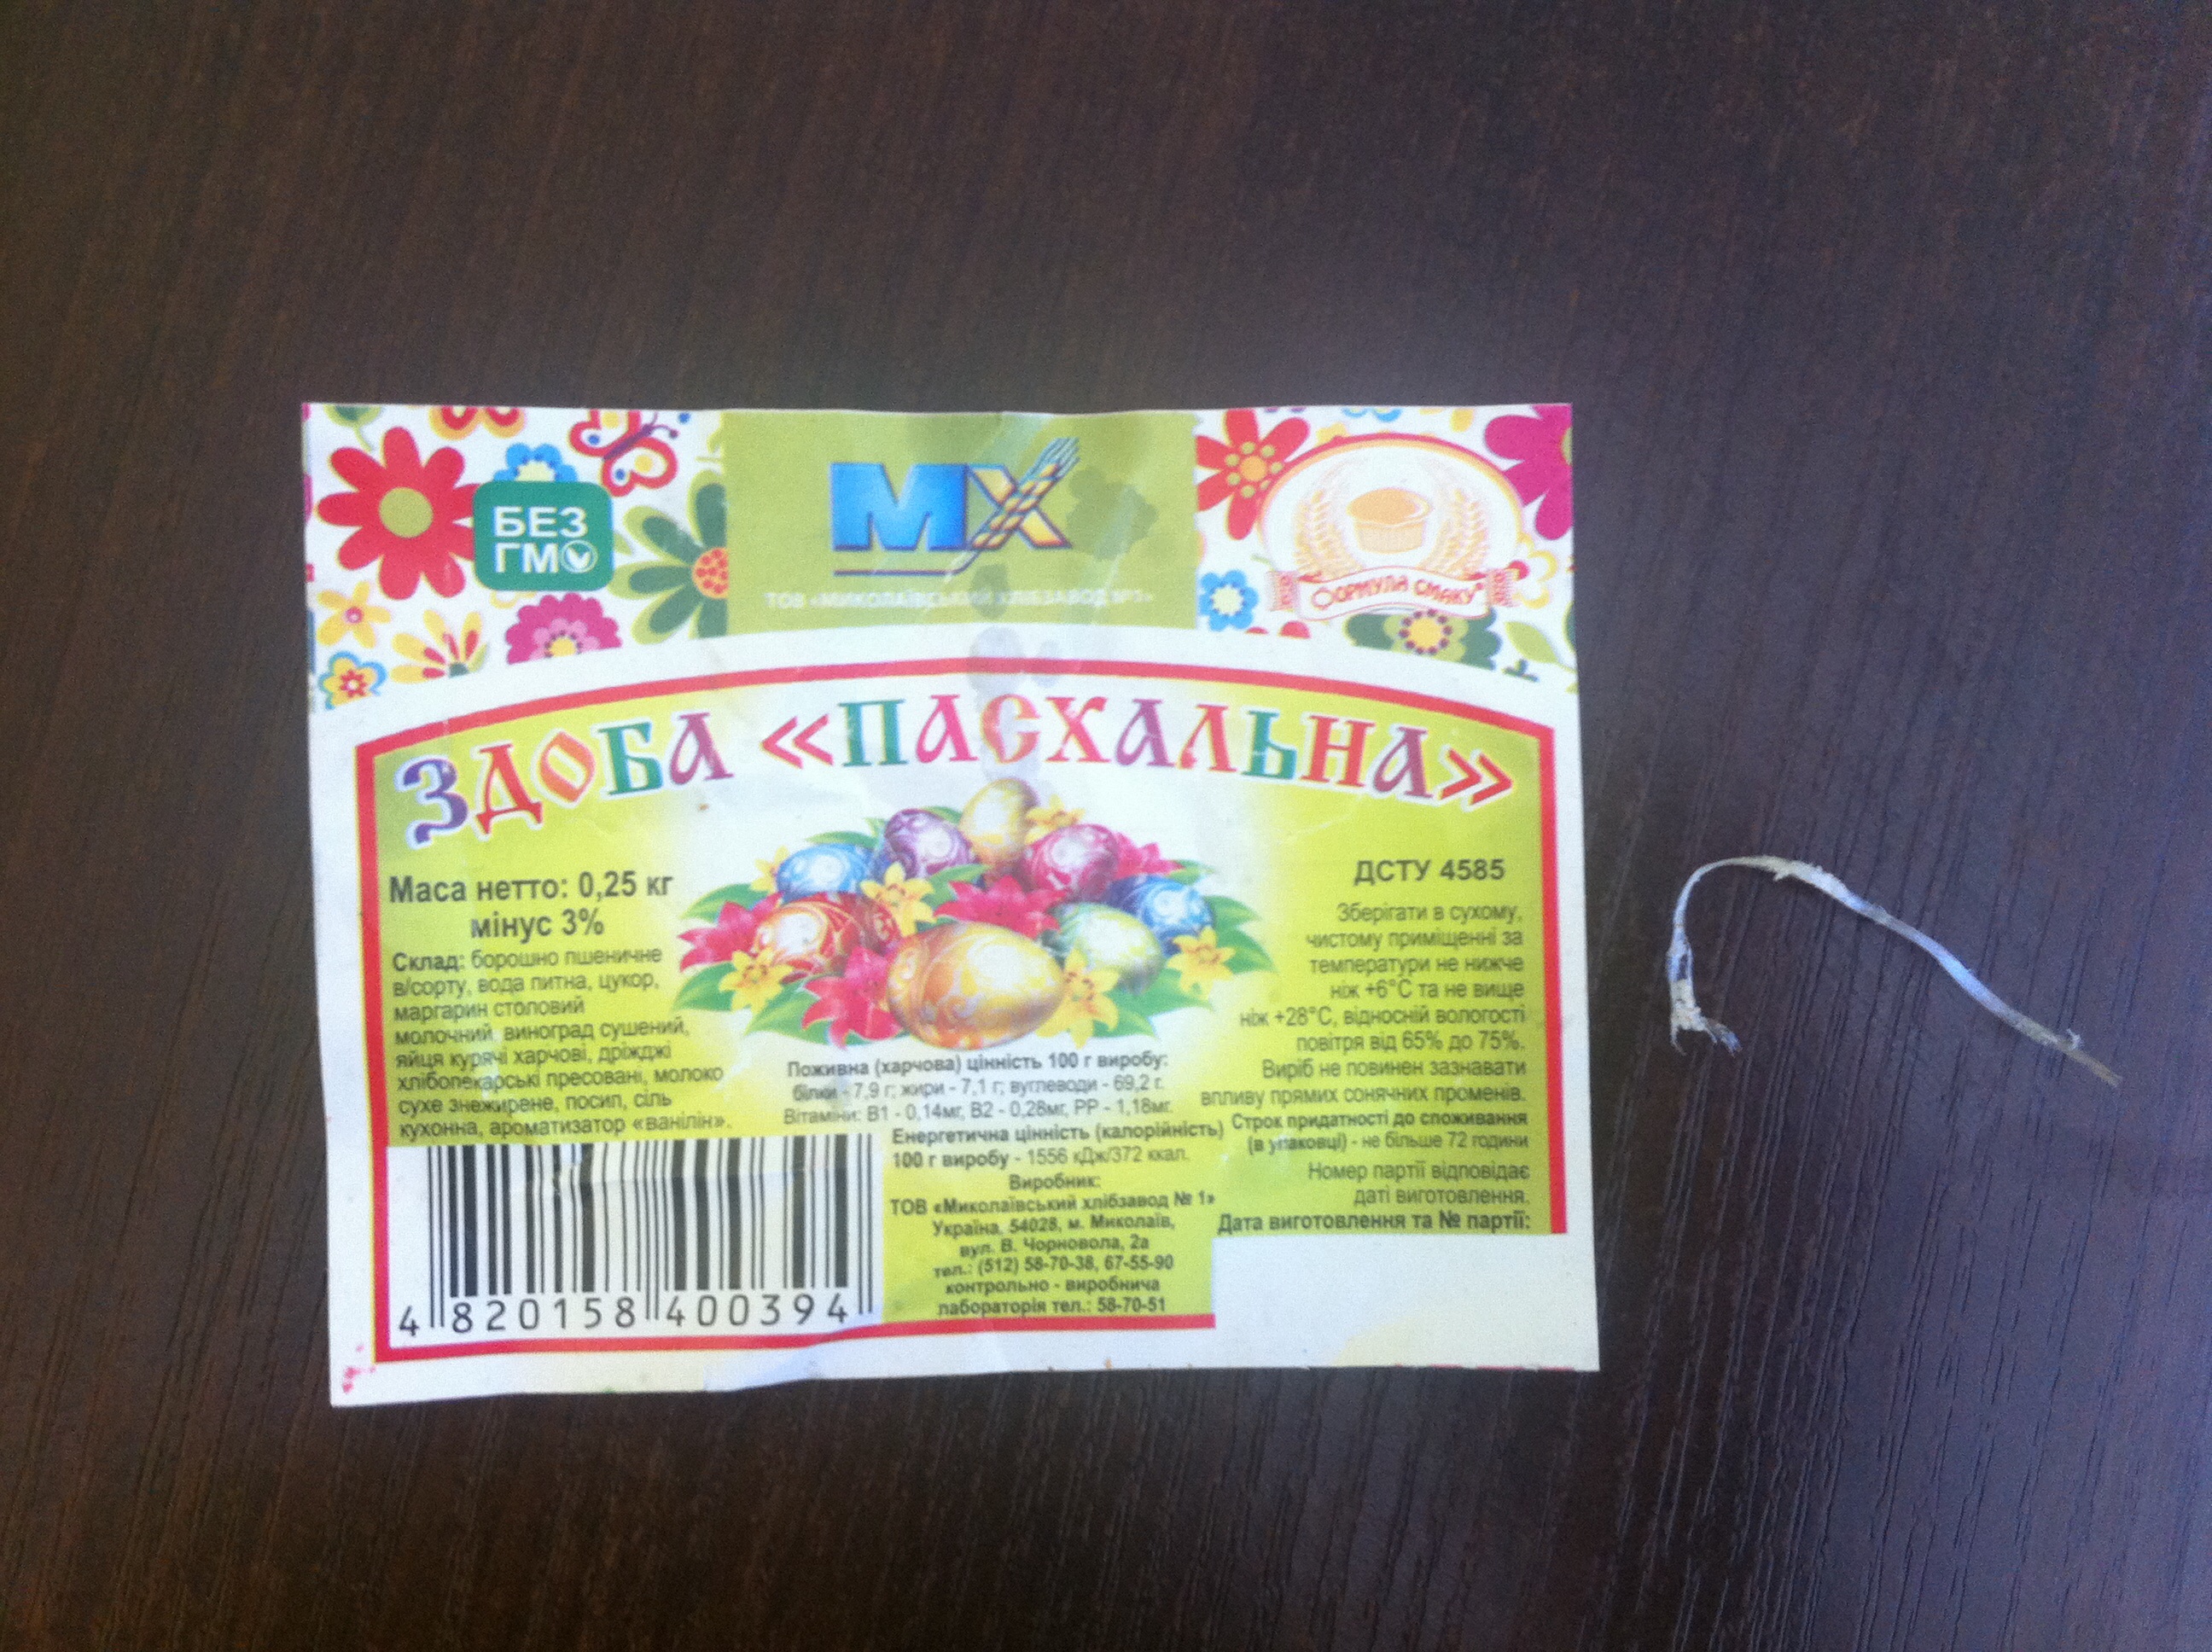 БЕЗ
ГМО
МХ
ТОВ «МИКОЛАЇВСЬКИЙ ХЛІБЗАВОД №1»
ФОРМУЛА СМАКУ®
ЗДОБА «ПАСХАЛЬНА»
Маса нетто: 0,25 кг
мінус 3%
Склад: борошно пшеничне
в/сорту, вода питна, цукор,
маргарин столовий
молочний, виноград сушений,
яйця курячі харчові, дріжджі
хлібопекарські пресовані, молоко
сухе знежирене, посип, сіль
кухонна, ароматизатор «ванілін».
4 820158 400394
Поживна (харчова) цінність 100 г виробу:
білки - 7,9 г; жири - 7,1 г; вуглеводи - 69,2 г.
Вітаміни: В1 - 0,14мг, В2 - 0,28мг, РР - 1,18мг.
Енергетична цінність (калорійність)
100 г виробу - 1556 кДж/372 ккал.
Виробник:
ТОВ «Миколаївський хлібзавод № 1»
Україна, 54028, м. Миколаїв,
вул. В. Чорновола, 2а
тел.: (512) 58-70-38, 67-55-90
контрольно - виробнича
лабораторія тел.: 58-70-51
ДСТУ 4585
Зберігати в сухому,
чистому приміщенні за
температури не нижче
ніж +6°С та не вище
ніж +28°С, відносній вологості
повітря від 65% до 75%.
Виріб не повинен зазнавати
впливу прямих сонячних променів.
Строк придатності до споживання
(в упаковці) - не більше 72 години
Номер партії відповідає
даті виготовлення.
Дата виготовлення та № партії: